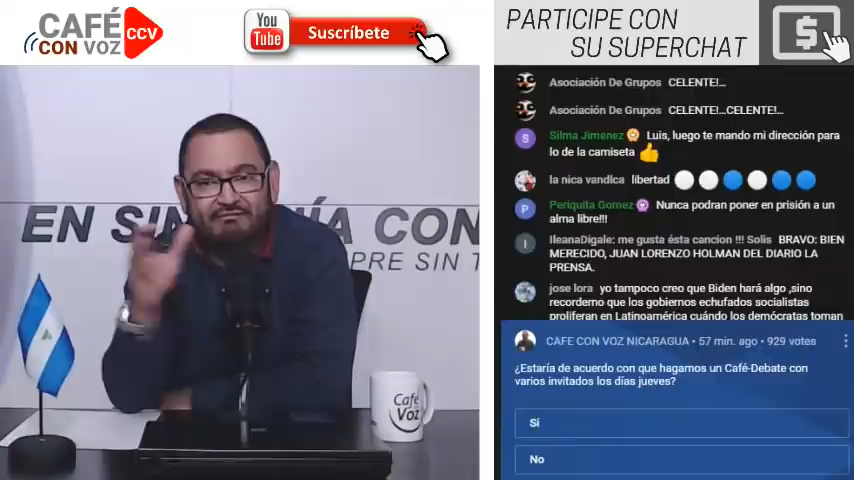 CAFÉ
CON VOZ
CCV
You
Tube
Suscríbete
PARTICIPE CON
SU SUPERCHAT
$
EN SIN ÍA CON
PRE SIN T
Café
Voz
Asociación De Grupos CELENTE!...
Asociación De Grupos CELENTE!...CELENTE!...
S
Silma Jimenez Luis, luego te mando mi dirección para
lo de la camiseta
la nica vandlca libertad
P
Periquita Gomez Nunca podran poner en prisión a un
alma libre!!!
I
IleanaDigale: me gusta ésta cancion !!! Solis BRAVO: BIEN
MERECIDO, JUAN LORENZO HOLMAN DEL DIARIO LA
PRENSA.
jose lora yo tampoco creo que Biden hará algo ,sino
recordemo que los gobiernos echufados socialistas
proliferan en Latinoamérica cuándo los demócratas toman
CAFE CON VOZ NICARAGUA • 57 min. ago • 929 votes
¿Estaría de acuerdo con que hagamos un Café-Debate con
varios invitados los días jueves?
Si
No